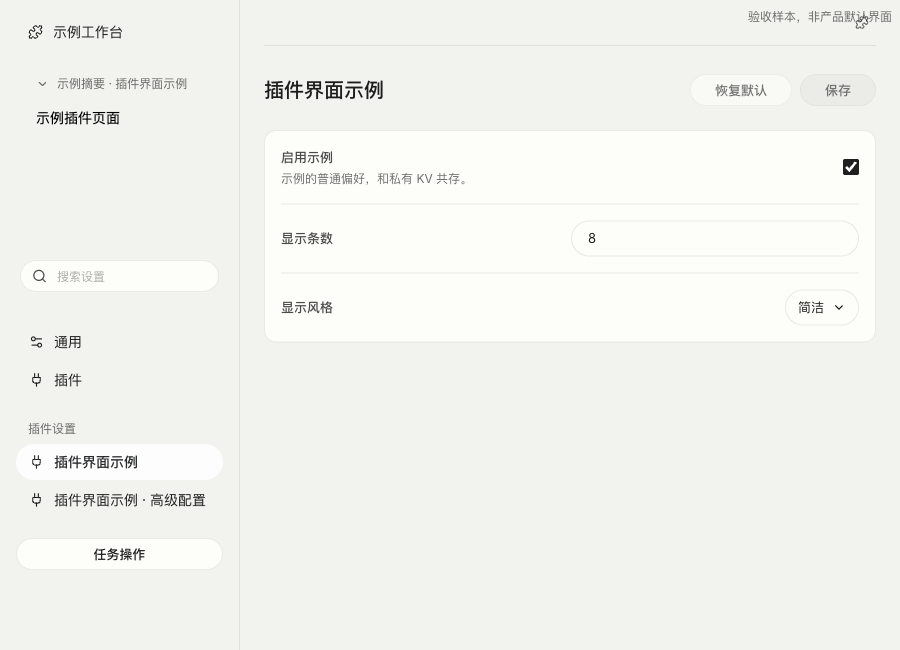 示例工作台
示例摘要 · 插件界面示例
示例插件页面
搜索设置
通用
插件
插件设置
插件界面示例
插件界面示例 · 高级配置
任务操作
验收样本，非产品默认界面
插件界面示例
恢复默认
保存
启用示例
示例的普通偏好，和私有 KV 共存。
显示条数
8
显示风格
简洁